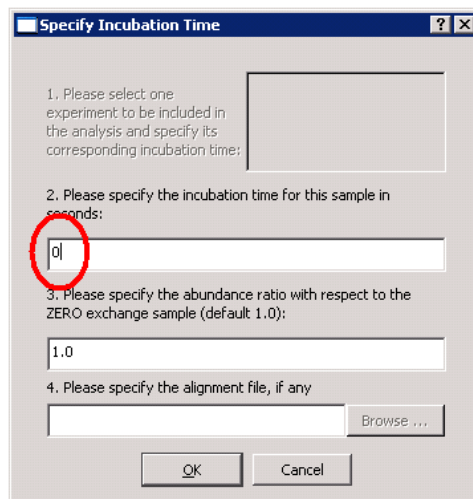 Specify Incubation Time
1. Please select one
experiment to be included in
the analysis and specify its
corresponding incubation time:
2. Please specify the incubation time for this sample in
seconds:
0
3. Please specify the abundance ratio with respect to the
ZERO exchange sample (default 1.0):
1.0
4. Please specify the alignment file, if any
Browse ...
OK Cancel